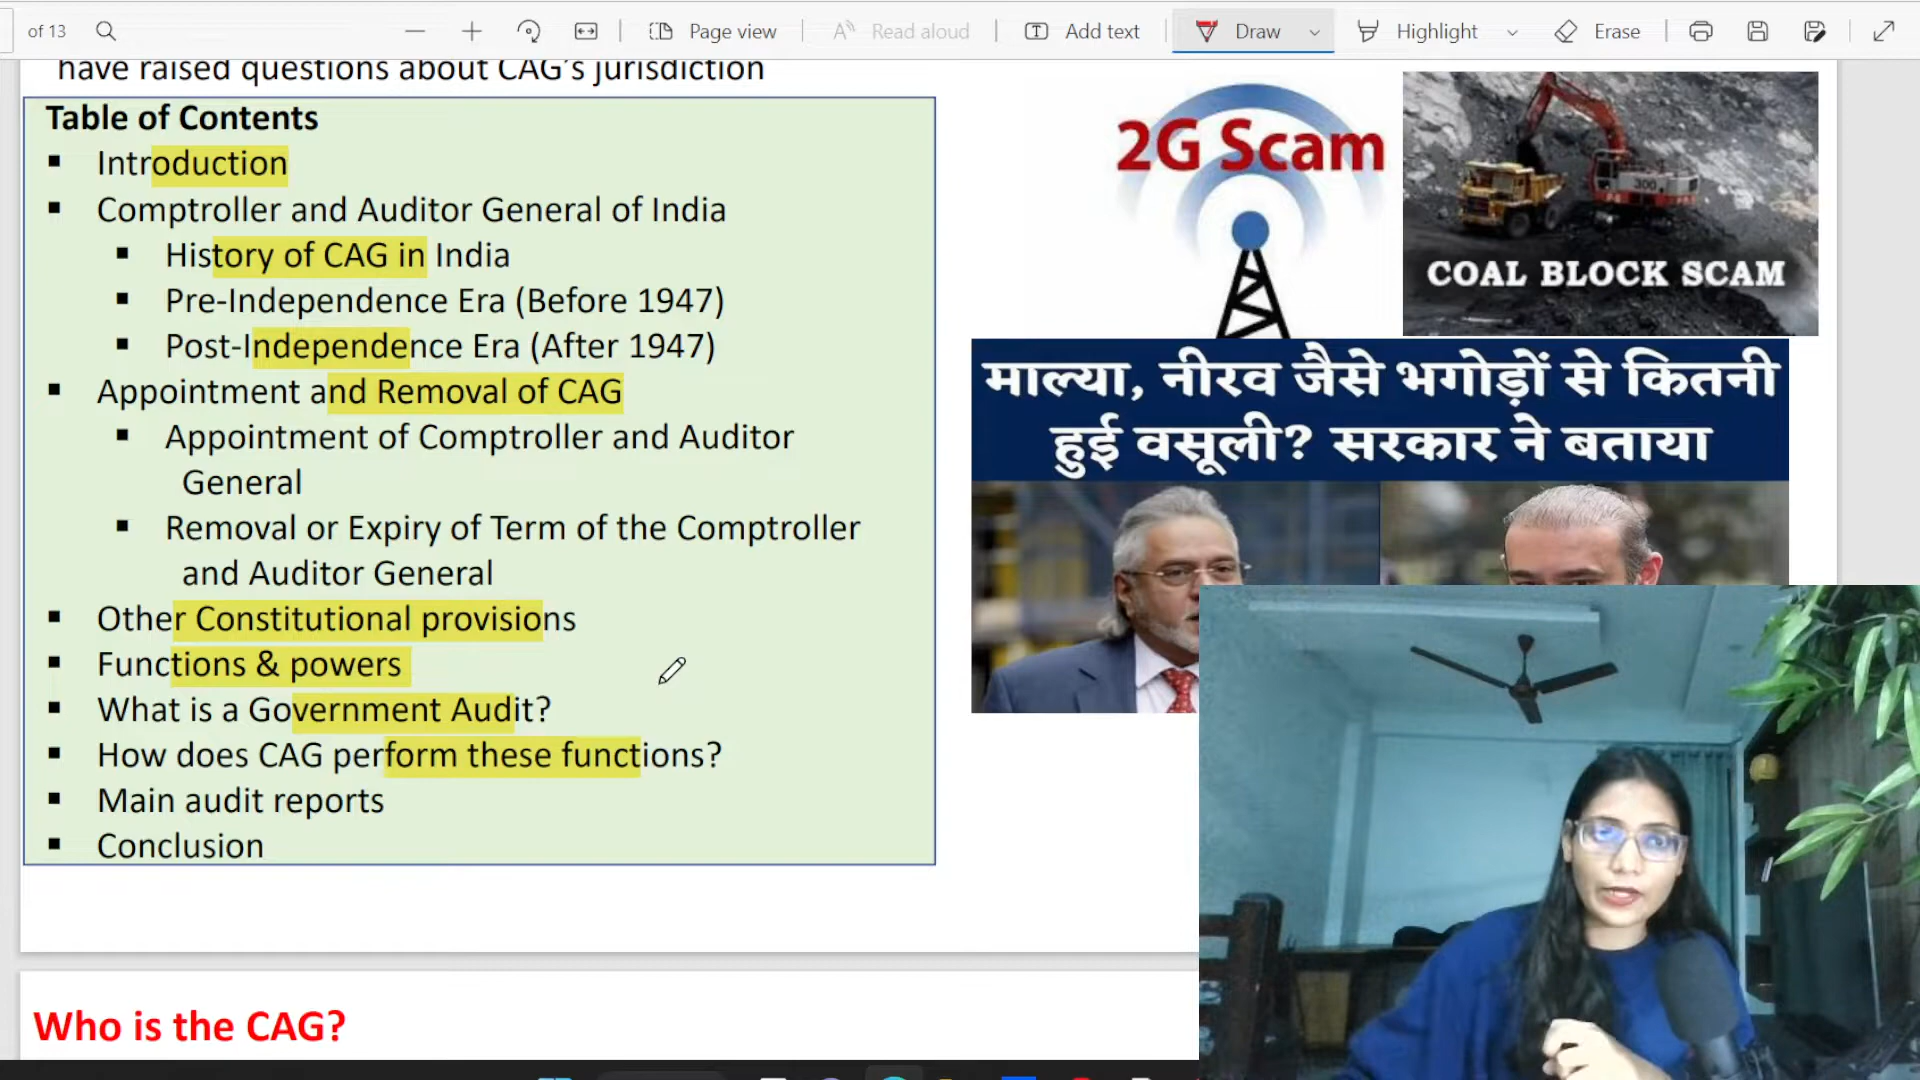 of 13
Page view
Read aloud
Add text
Draw
Highlight
Erase
have raised questions about CAG's jurisdiction
Table of Contents
Introduction
Comptroller and Auditor General of India
History of CAG in India
Pre-Independence Era (Before 1947)
Post-Independence Era (After 1947)
Appointment and Removal of CAG
Appointment of Comptroller and Auditor
General
Removal or Expiry of Term of the Comptroller
and Auditor General
Other Constitutional provisions
Functions & powers
What is a Government Audit?
How does CAG perform these functions?
Main audit reports
Conclusion
2G Scam
300
COAL BLOCK SCAM
माल्या, नीरव जैसे भगोड़ों से कितनी
हुई वसूली? सरकार ने बताया
Who is the CAG?